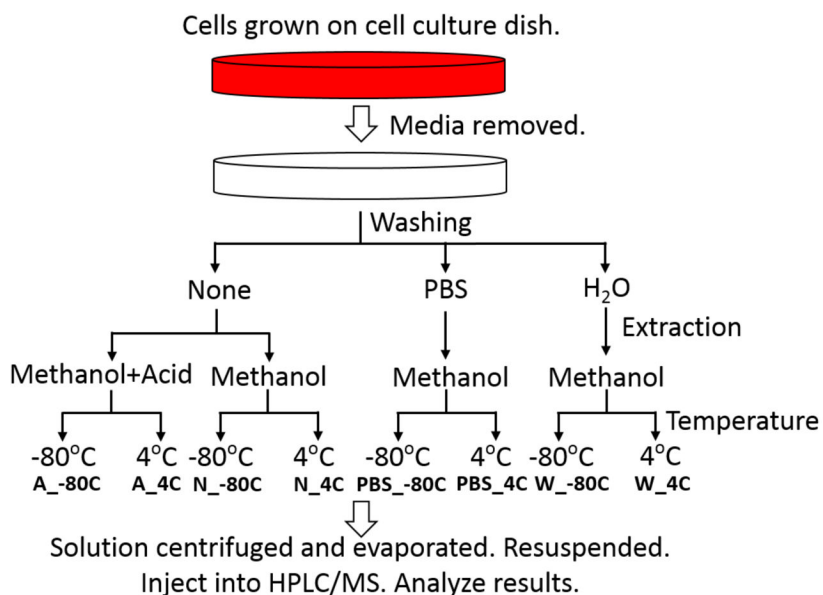 Cells grown on cell culture dish.
Media removed.
Washing
None PBS H₂O
Extraction
Methanol+Acid Methanol Methanol Methanol
Temperature
-80°C 4°C -80°C 4°C -80°C 4°C -80°C 4°C
A_-80C A_4C N_-80C N_4C PBS_-80C PBS_4C W_-80C W_4C
Solution centrifuged and evaporated. Resuspended.
Inject into HPLC/MS. Analyze results.